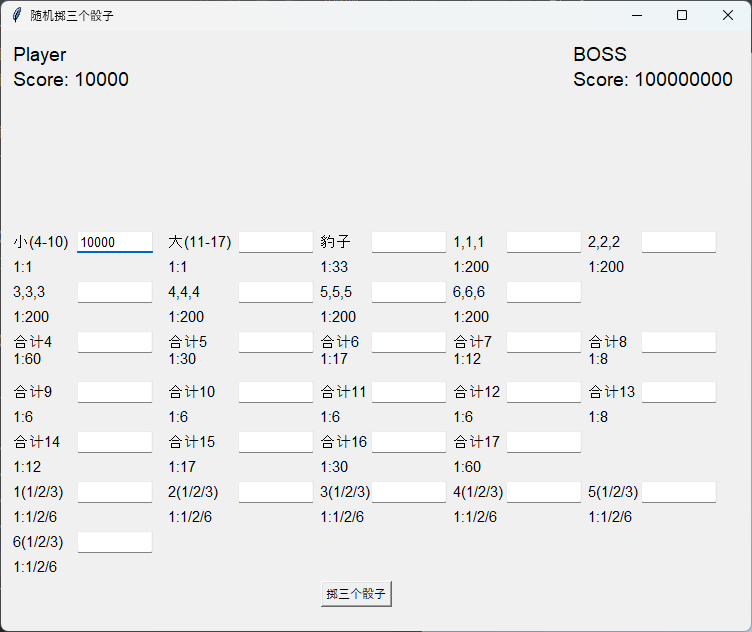 随机掷三个骰子
Player BOSS
Score: 10000 Score: 100000000
小(4-10) 10000 大(11-17) 豹子 1,1,1 2,2,2
1:1 1:1 1:33 1:200 1:200
3,3,3 4,4,4 5,5,5 6,6,6
1:200 1:200 1:200 1:200
合计4 合计5 合计6 合计7 合计8
1:60 1:30 1:17 1:12 1:8
合计9 合计10 合计11 合计12 合计13
1:6 1:6 1:6 1:6 1:8
合计14 合计15 合计16 合计17
1:12 1:17 1:30 1:60
1(1/2/3) 2(1/2/3) 3(1/2/3) 4(1/2/3) 5(1/2/3)
1:1/2/6 1:1/2/6 1:1/2/6 1:1/2/6 1:1/2/6
6(1/2/3)
1:1/2/6
掷三个骰子